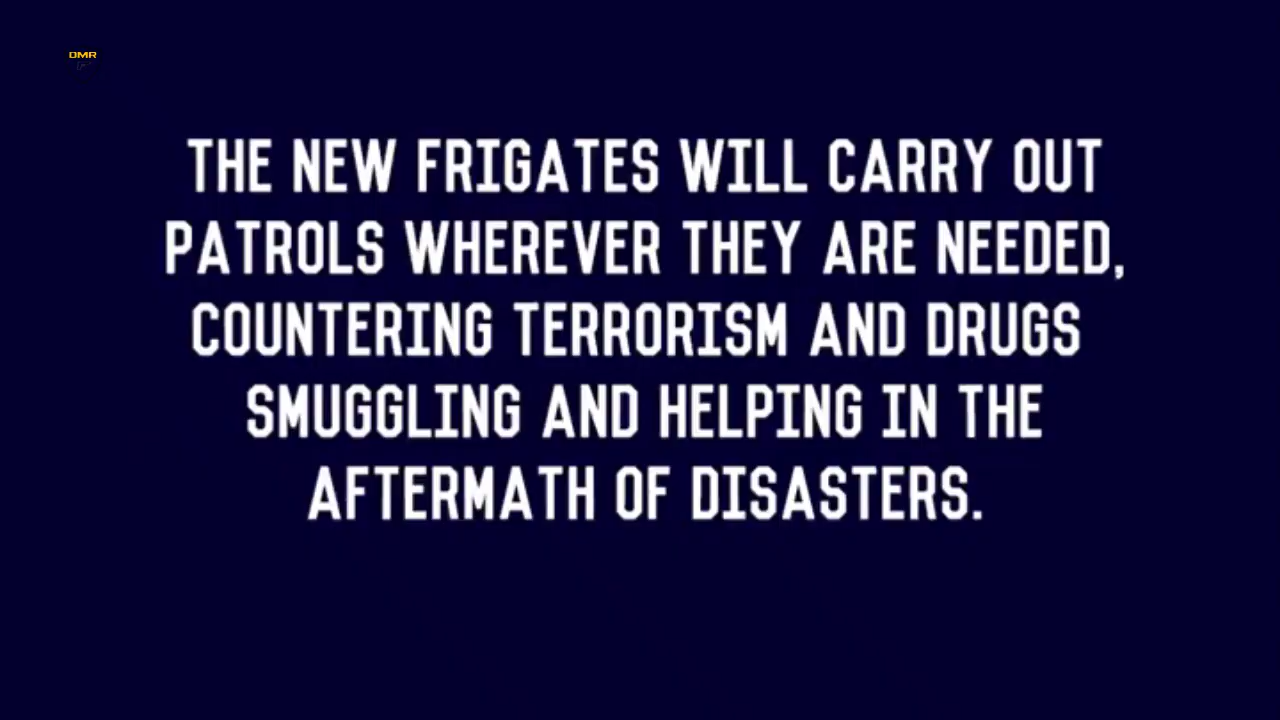 DMR
THE NEW FRIGATES WILL CARRY OUT
PATROLS WHEREVER THEY ARE NEEDED,
COUNTERING TERRORISM AND DRUGS
SMUGGLING AND HELPING IN THE
AFTERMATH OF DISASTERS.